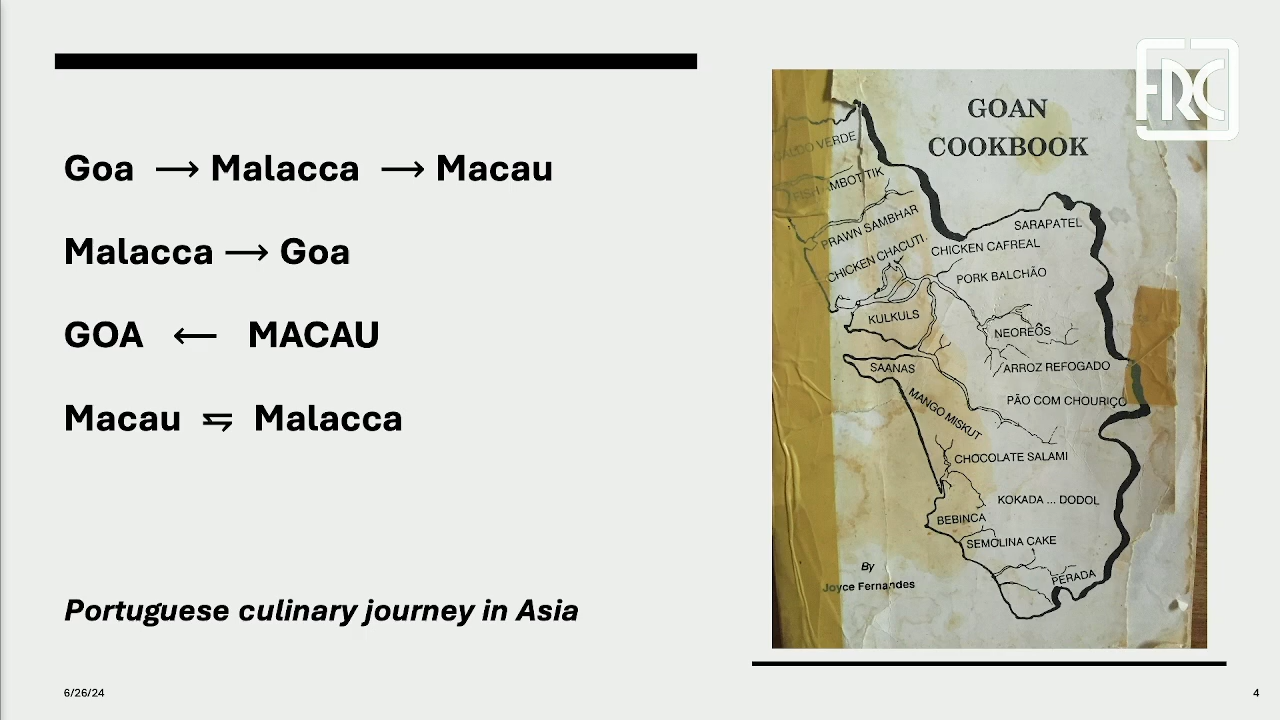 Goa ⟶ Malacca ⟶ Macau
Malacca ⟶ Goa
GOA ⟵ MACAU
Macau ⇋ Malacca
Portuguese culinary journey in Asia
6/26/24
FRC
GOAN
COOKBOOK
CALDO VERDE
FISH AMBOT TIK
PRAWN SAMBHAR
CHICKEN CHACUTI.
SARAPATEL
CHICKEN CAFREAL
PORK BALCHÃO
KULKULS
NEOREÕS
SAANAS
ARROZ REFOGADO
PÃO COM CHOURIÇO
MANGO MISKUT
CHOCOLATE SALAMI
KOKADA ... DODOL
BEBINCA
SEMOLINA CAKE
PERADA
By
Joyce Fernandes
4